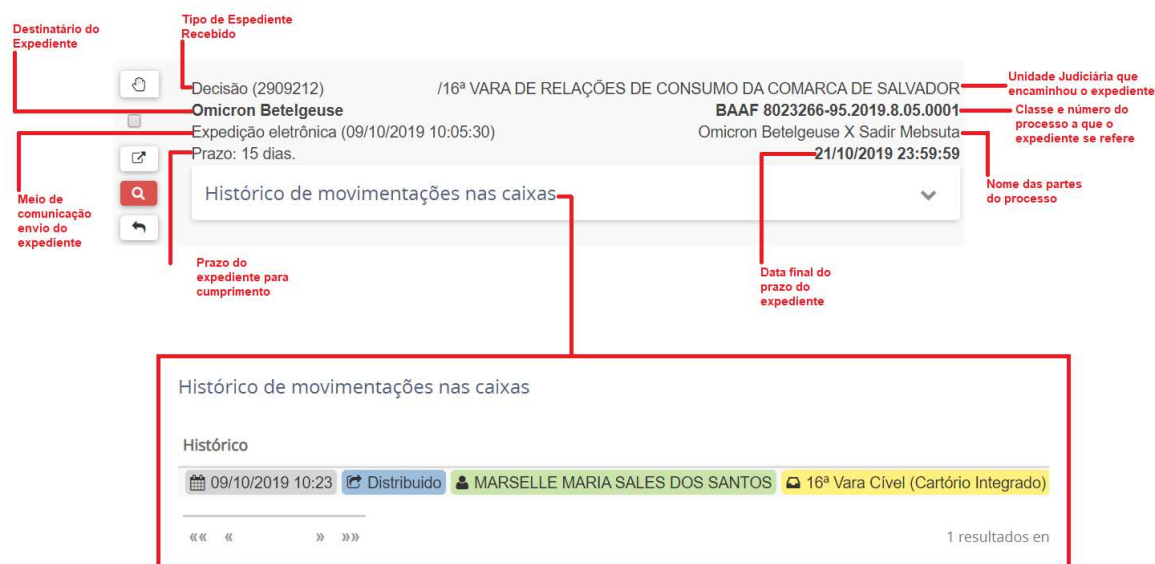 Destinatário do
Expediente
Tipo de Espediente
Recebido
Decisão (2909212)
/16ª VARA DE RELAÇÕES DE CONSUMO DA COMARCA DE SALVADOR
Unidade Judiciária que
encaminhou o expediente
Omicron Betelgeuse
BAAF 8023266-95.2019.8.05.0001
Classe e número do
processo a que o
expediente se refere
Expedição eletrônica (09/10/2019 10:05:30)
Omicron Betelgeuse X Sadir Mebsuta
Prazo: 15 dias.
21/10/2019 23:59:59
Nome das partes
do processo
Histórico de movimentações nas caixas
Meio de
comunicação
envio do
expediente
Prazo do
expediente para
cumprimento
Data final do
prazo do
expediente
Histórico de movimentações nas caixas
Histórico
09/10/2019 10:23 Distribuido MARSELLE MARIA SALES DOS SANTOS 16ª Vara Cível (Cartório Integrado)
«« « » »»
1 resultados en